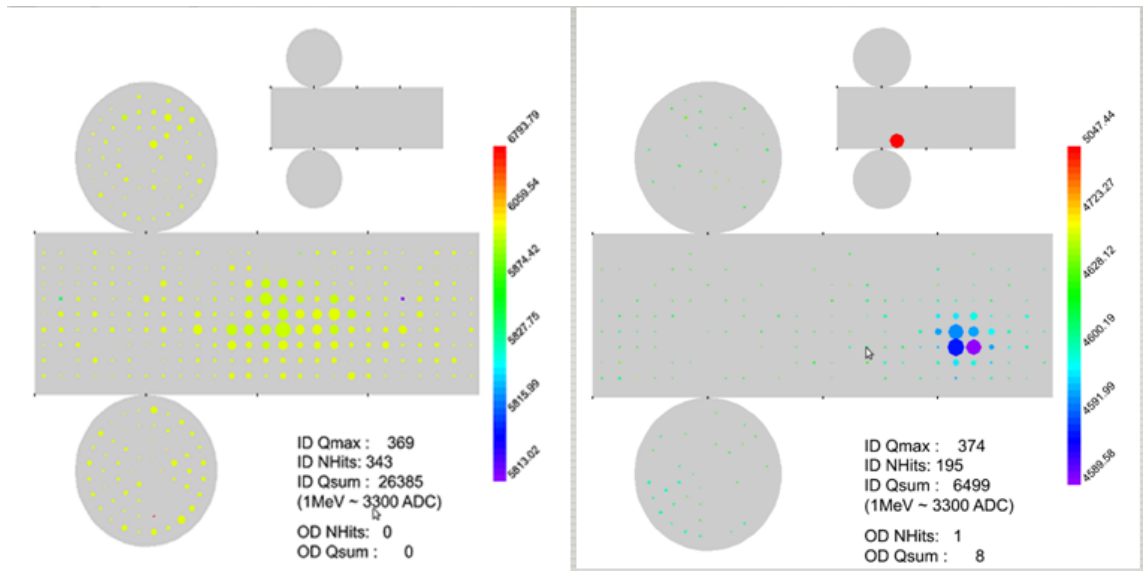 6793.79
6059.54
5874.42
5827.75
5815.99
5813.02
ID Qmax : 369
ID NHits: 343
ID Qsum : 26385
(1MeV ~ 3300 ADC)
OD NHits: 0
OD Qsum : 0
5047.44
4723.27
4628.12
4600.19
4591.99
4589.58
ID Qmax : 374
ID NHits: 195
ID Qsum : 6499
(1MeV ~ 3300 ADC)
OD NHits: 1
OD Qsum : 8